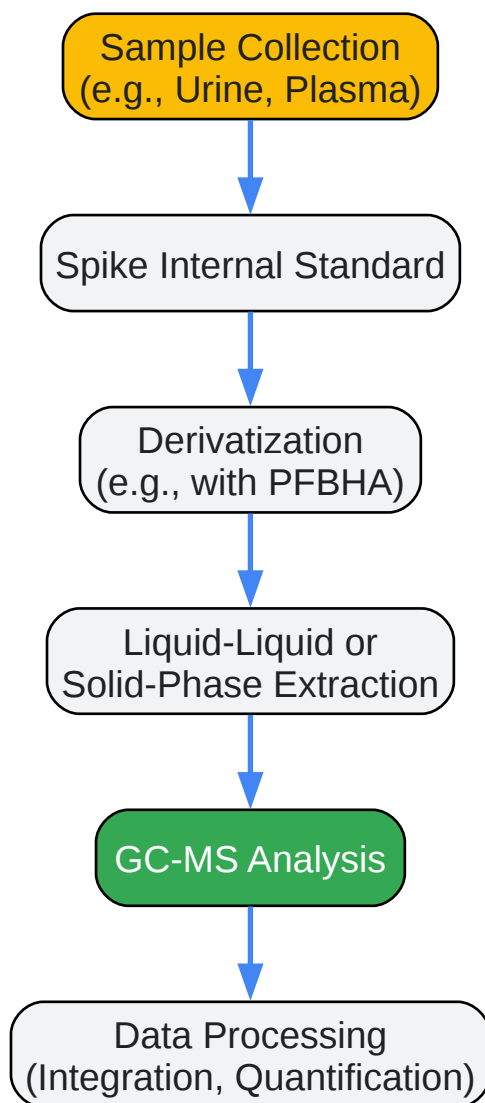 Sample Collection
(e.g., Urine, Plasma)
Spike Internal Standard
Derivatization
(e.g., with PFBHA)
Liquid-Liquid or
Solid-Phase Extraction
GC-MS Analysis
Data Processing
(Integration, Quantification)